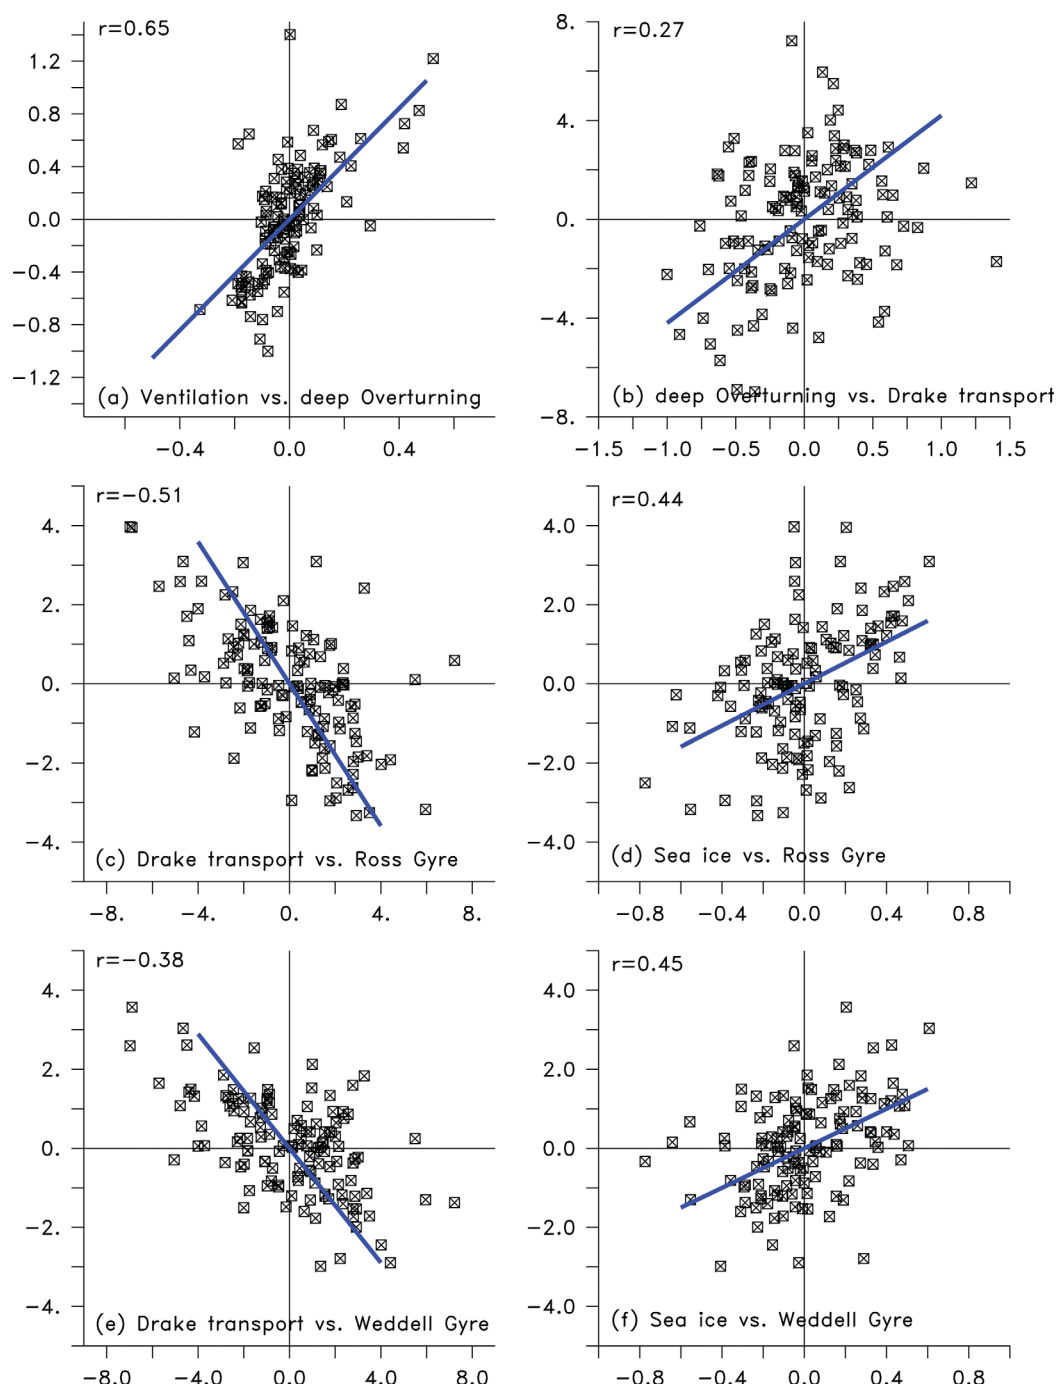 r=0.65
1.2
0.8
0.4
0.0
−0.4
−0.8
−1.2
(a) Ventilation vs. deep Overturning
−0.4 0.0 0.4
r=0.27
8.
4.
0.
−4.
−8.
(b) deep Overturning vs. Drake transport
−1.5 −1.0 −0.5 0.0 0.5 1.0 1.5
r=−0.51
4.
2.
0.
−2.
−4.
(c) Drake transport vs. Ross Gyre
−8. −4. 0. 4. 8.
r=0.44
4.0
2.0
0.0
−2.0
−4.0
(d) Sea ice vs. Ross Gyre
−0.8 −0.4 0.0 0.4 0.8
r=−0.38
4.
2.
0.
−2.
−4.
(e) Drake transport vs. Weddell Gyre
−8.0 −4.0 0.0 4.0 8.0
r=0.45
4.0
2.0
0.0
−2.0
−4.0
(f) Sea ice vs. Weddell Gyre
−0.8 −0.4 0.0 0.4 0.8